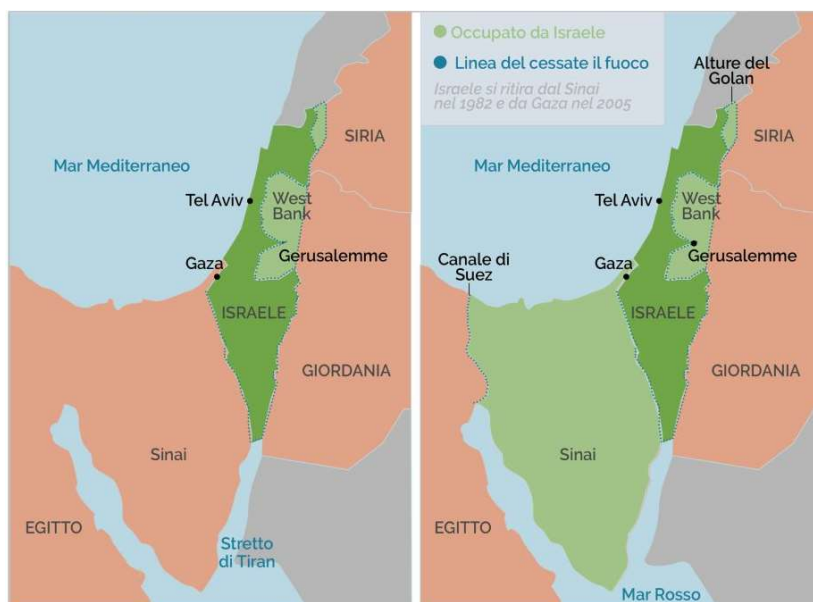 SIRIA
Mar Mediterraneo
Tel Aviv
West
Bank
Gerusalemme
Gaza
ISRAELE
GIORDANIA
Sinai
EGITTO
Stretto
di Tiran
Occupato da Israele
Linea del cessate il fuoco
Israele si ritira dal Sinai
nel 1982 e da Gaza nel 2005
Alture del
Golan
SIRIA
Mar Mediterraneo
Tel Aviv
West
Bank
Canale di
Suez
Gaza
Gerusalemme
ISRAELE
GIORDANIA
Sinai
EGITTO
Mar Rosso